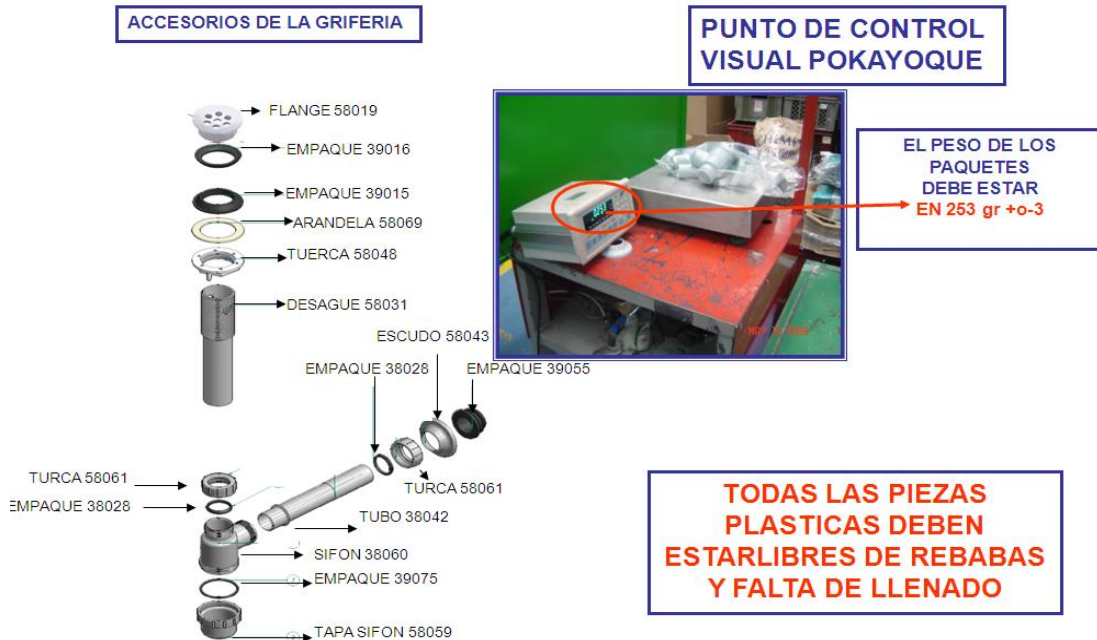 ACCESORIOS DE LA GRIFERIA
PUNTO DE CONTROL
VISUAL POKAYOQUE
FLANGE 58019
EMPAQUE 39016
EMPAQUE 39015
ARANDELA 58069
TUERCA 58048
DESAGUE 58031
ESCUDO 58043
EMPAQUE 38028
EMPAQUE 39055
TURCA 58061
TURCA 58061
EMPAQUE 38028
TUBO 38042
SIFON 38060
EMPAQUE 39075
TAPA SIFON 58059
EL PESO DE LOS
PAQUETES
DEBE ESTAR
EN 253 gr +o-3
TODAS LAS PIEZAS
PLASTICAS DEBEN
ESTARLIBRES DE REBABAS
Y FALTA DE LLENADO